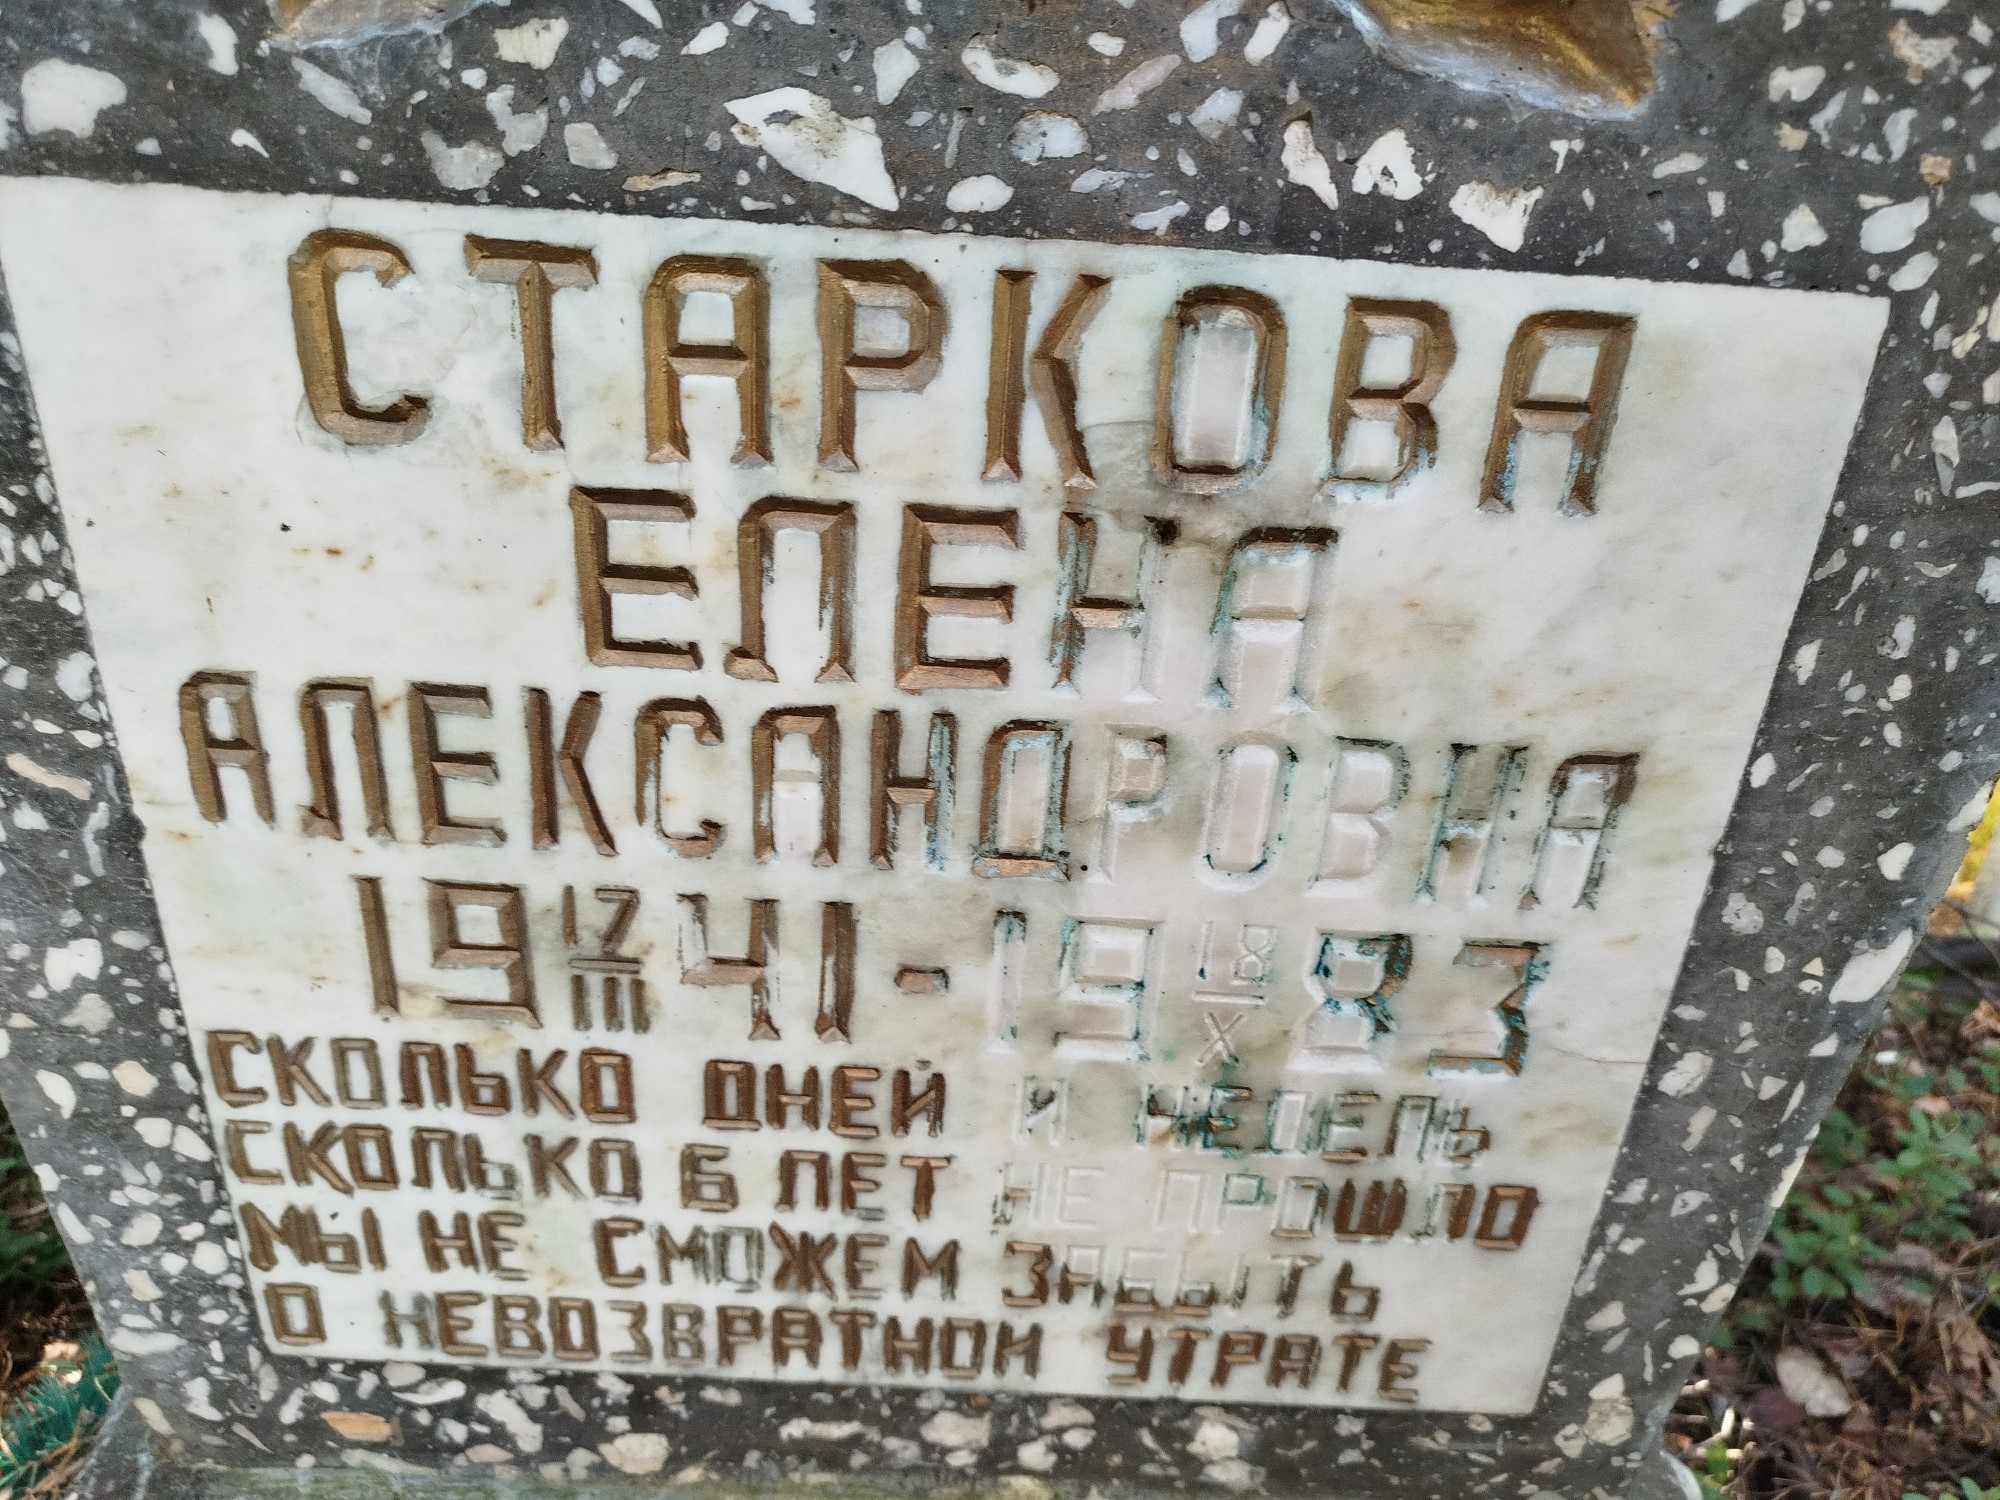 СТАРКОВА
ЕЛЕНА
АЛЕКСАНДРОВНА
19 17/III 41 - 19 18/X 83
СКОЛЬКО ДНЕЙ И НЕДЕЛЬ
СКОЛЬКО Б ЛЕТ НЕ ПРОШЛО
МЫ НЕ СМОЖЕМ ЗАБЫТЬ
О НЕВОЗВРАТНОЙ УТРАТЕ